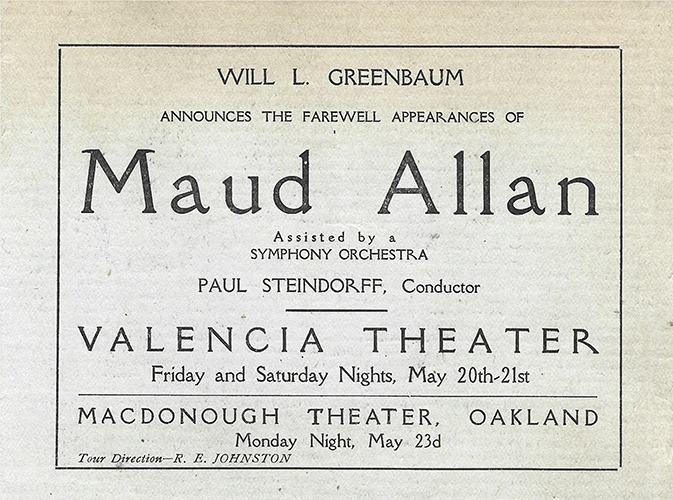 WILL L. GREENBAUM
ANNOUNCES THE FAREWELL APPEARANCES OF
Maud Allan
Assisted by a
SYMPHONY ORCHESTRA
PAUL STEINDORFF, Conductor
VALENCIA THEATER
Friday and Saturday Nights, May 20th-21st
MACDONOUGH THEATER, OAKLAND
Monday Night, May 23d
Tour Direction—R. E. JOHNSTON